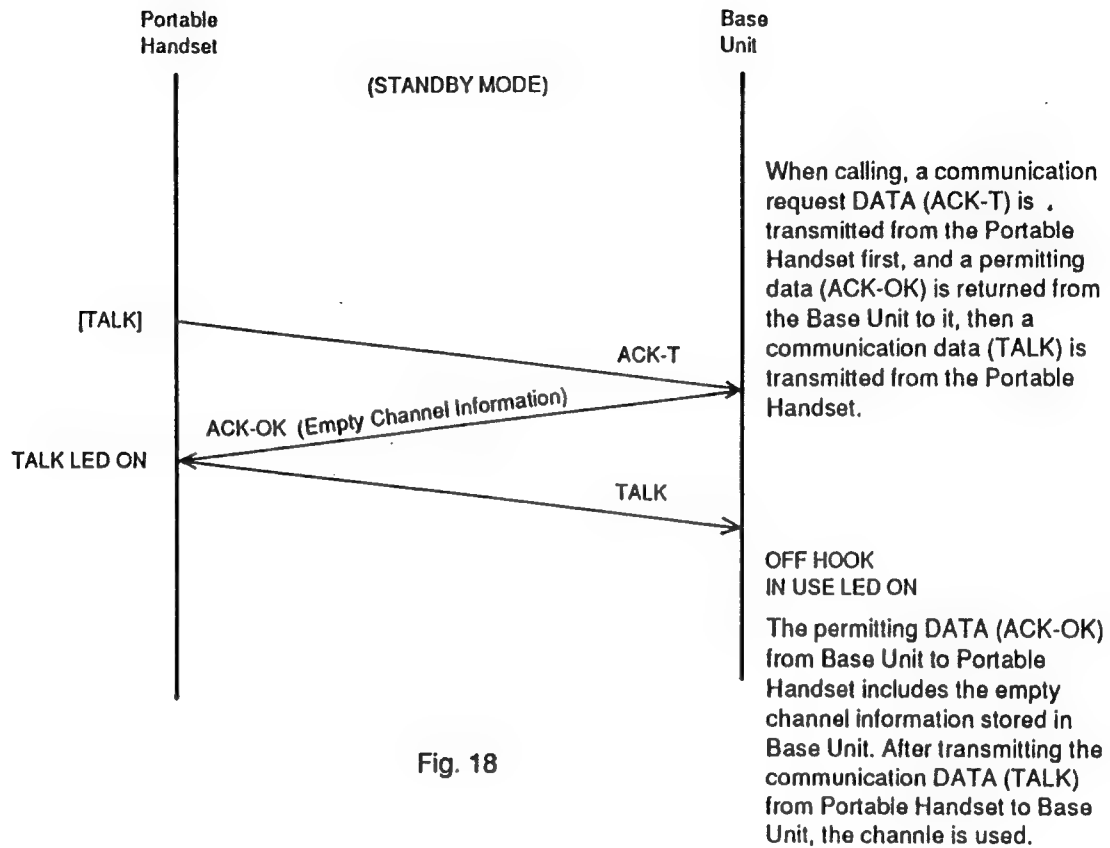 Portable
Handset
Base
Unit
(STANDBY MODE)
When calling, a communication
request DATA (ACK-T) is .
transmitted from the Portable
Handset first, and a permitting
data (ACK-OK) is returned from
the Base Unit to it, then a
communication data (TALK) is
transmitted from the Portable
Handset.
[TALK]
ACK-T
ACK-OK (Empty Channel Information)
TALK LED ON
TALK
OFF HOOK
IN USE LED ON
The permitting DATA (ACK-OK)
from Base Unit to Portable
Handset includes the empty
channel information stored in
Base Unit. After transmitting the
communication DATA (TALK)
from Portable Handset to Base
Unit, the channle is used.
Fig. 18